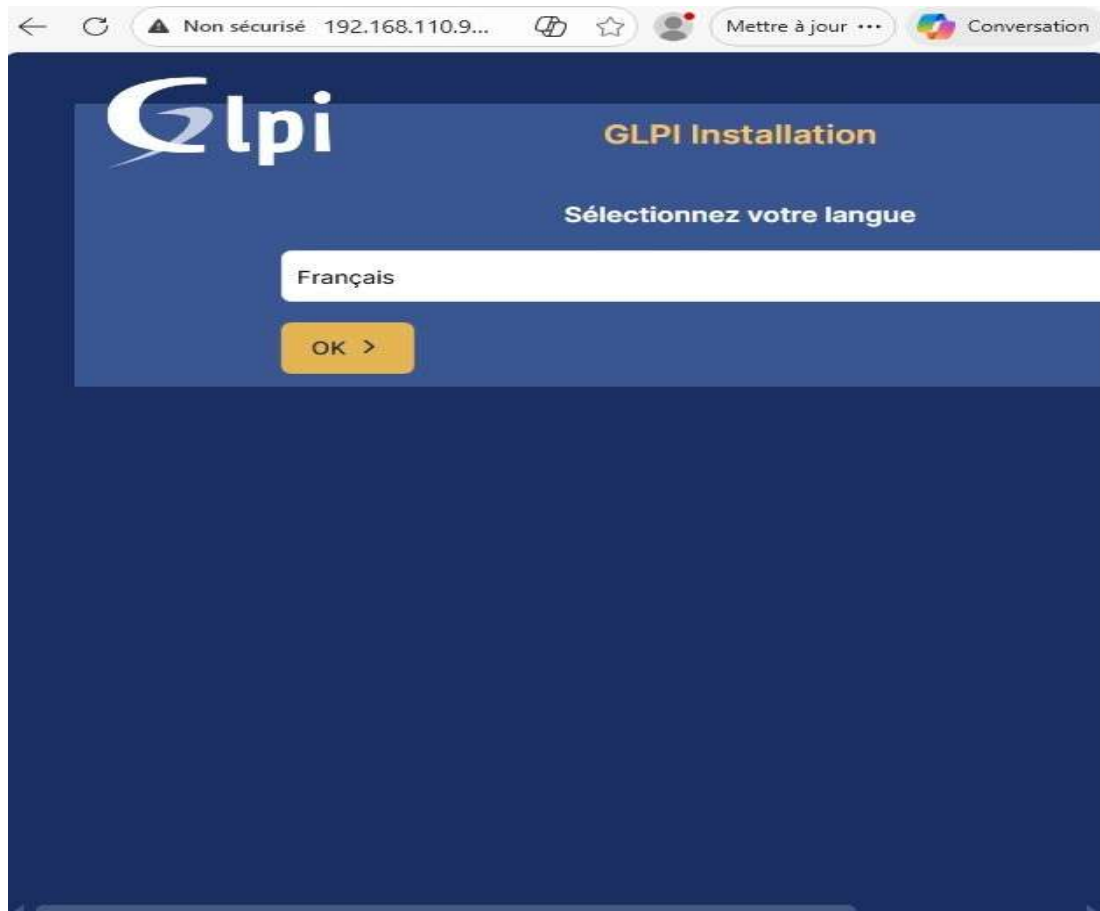 Non sécurisé 192.168.110.9... Mettre à jour ... Conversation
Glpi
GLPI Installation
Sélectionnez votre langue
Français
OK >